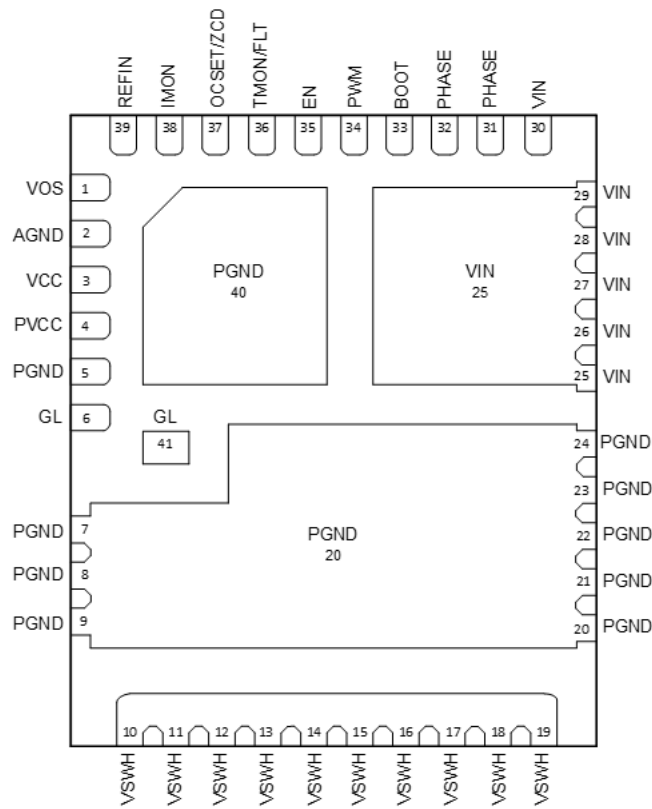 REFIN
IMON
OCSET/ZCD
TMON/FLT
EN
PWM
BOOT
PHASE
PHASE
VIN
39
38
37
36
35
34
33
32
31
30
VOS 1
AGND 2
VCC 3
PVCC 4
PGND 5
GL 6
PGND
40
VIN
25
29 VIN
28 VIN
27 VIN
26 VIN
25 VIN
GL
41
24 PGND
23 PGND
22 PGND
21 PGND
20 PGND
PGND 7
PGND 8
PGND 9
PGND
20
10
11
12
13
14
15
16
17
18
19
VSWH
VSWH
VSWH
VSWH
VSWH
VSWH
VSWH
VSWH
VSWH
VSWH